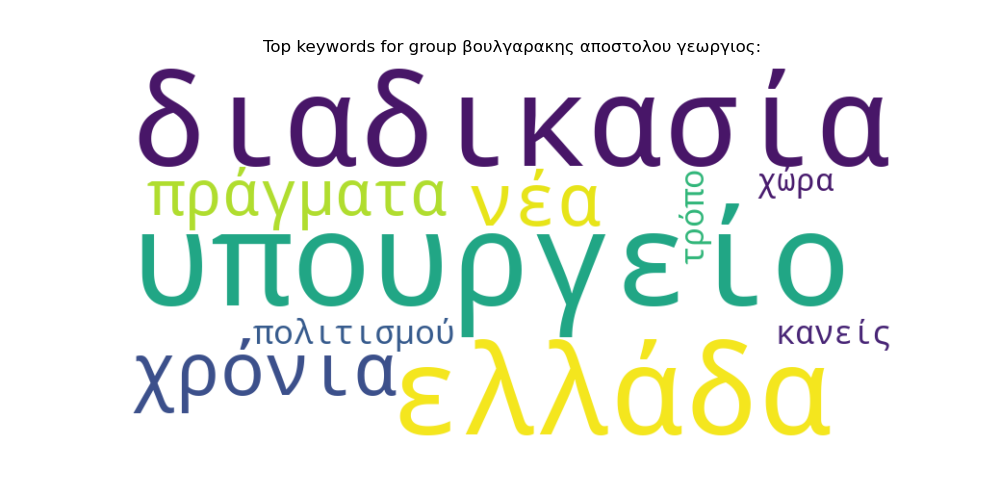 Top keywords for group βουλγαρακης αποστολου γεωργιος:
διαδικασία
πράγματα
νέα
τρόπο
χώρα
υπουργείο
πολιτισμού
κανείς
χρόνια
ελλάδα